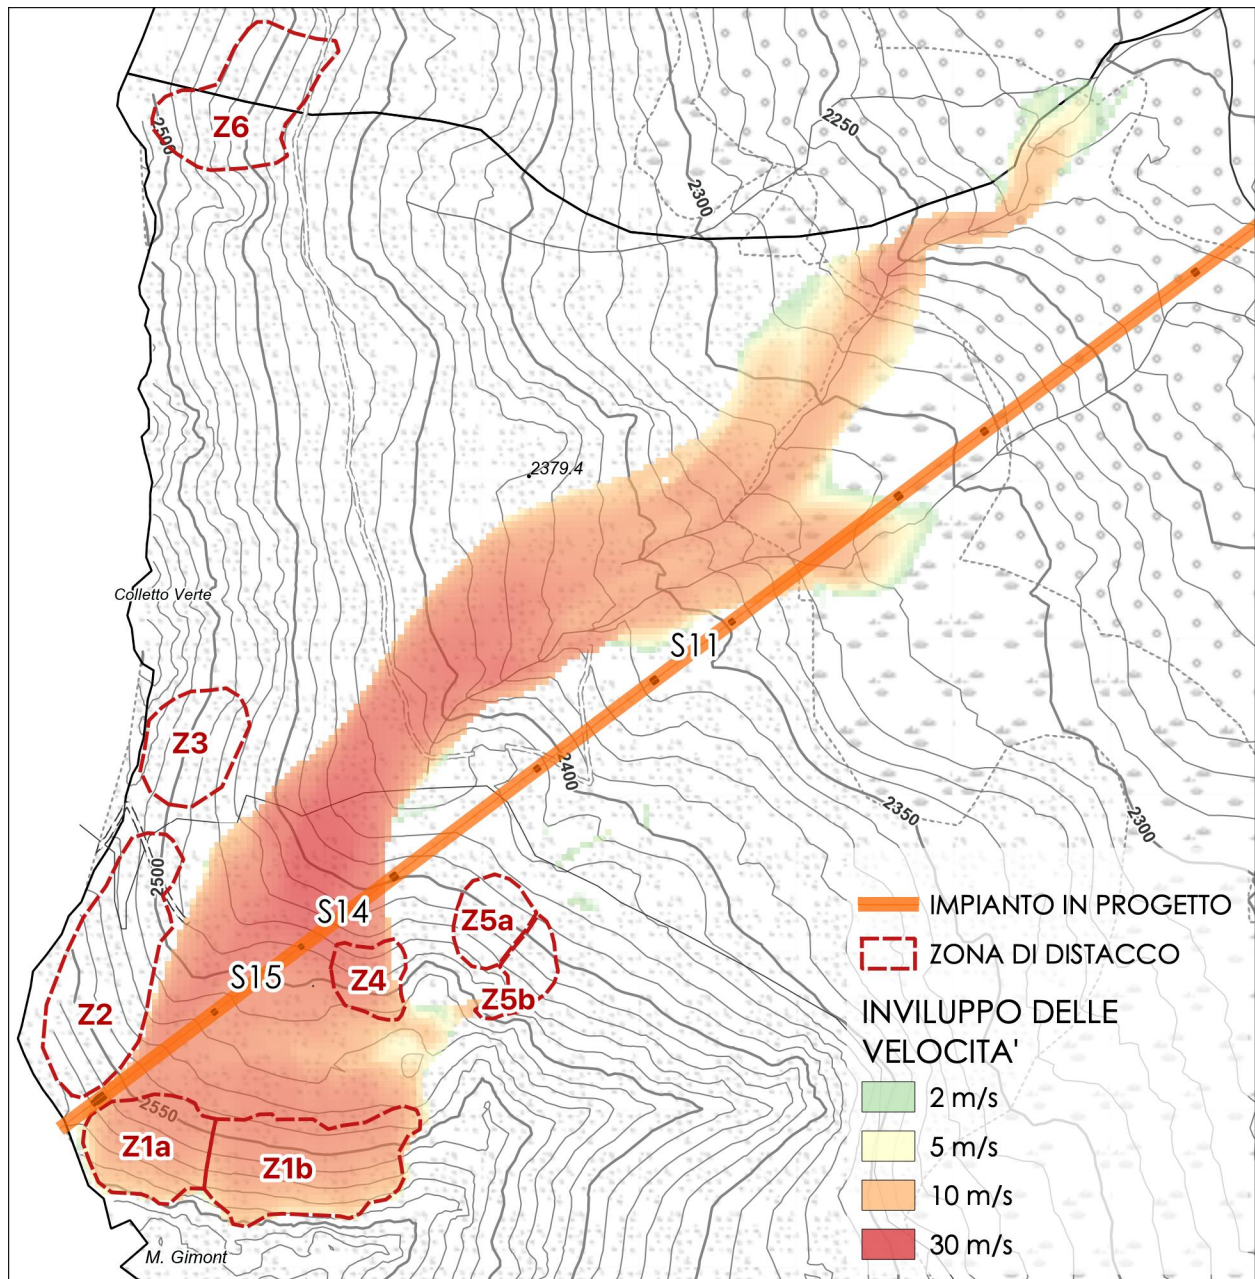 Z6
2500
2250
2300
2379.4
Colletto Verte
S11
Z3
2400
2350
2300
2500
S14
Z5a
S15
Z4
Z5b
Z2
2550
Z1a
Z1b
M. Gimont
IMPIANTO IN PROGETTO
ZONA DI DISTACCO
INVILUPPO DELLE
VELOCITA'
2 m/s
5 m/s
10 m/s
30 m/s